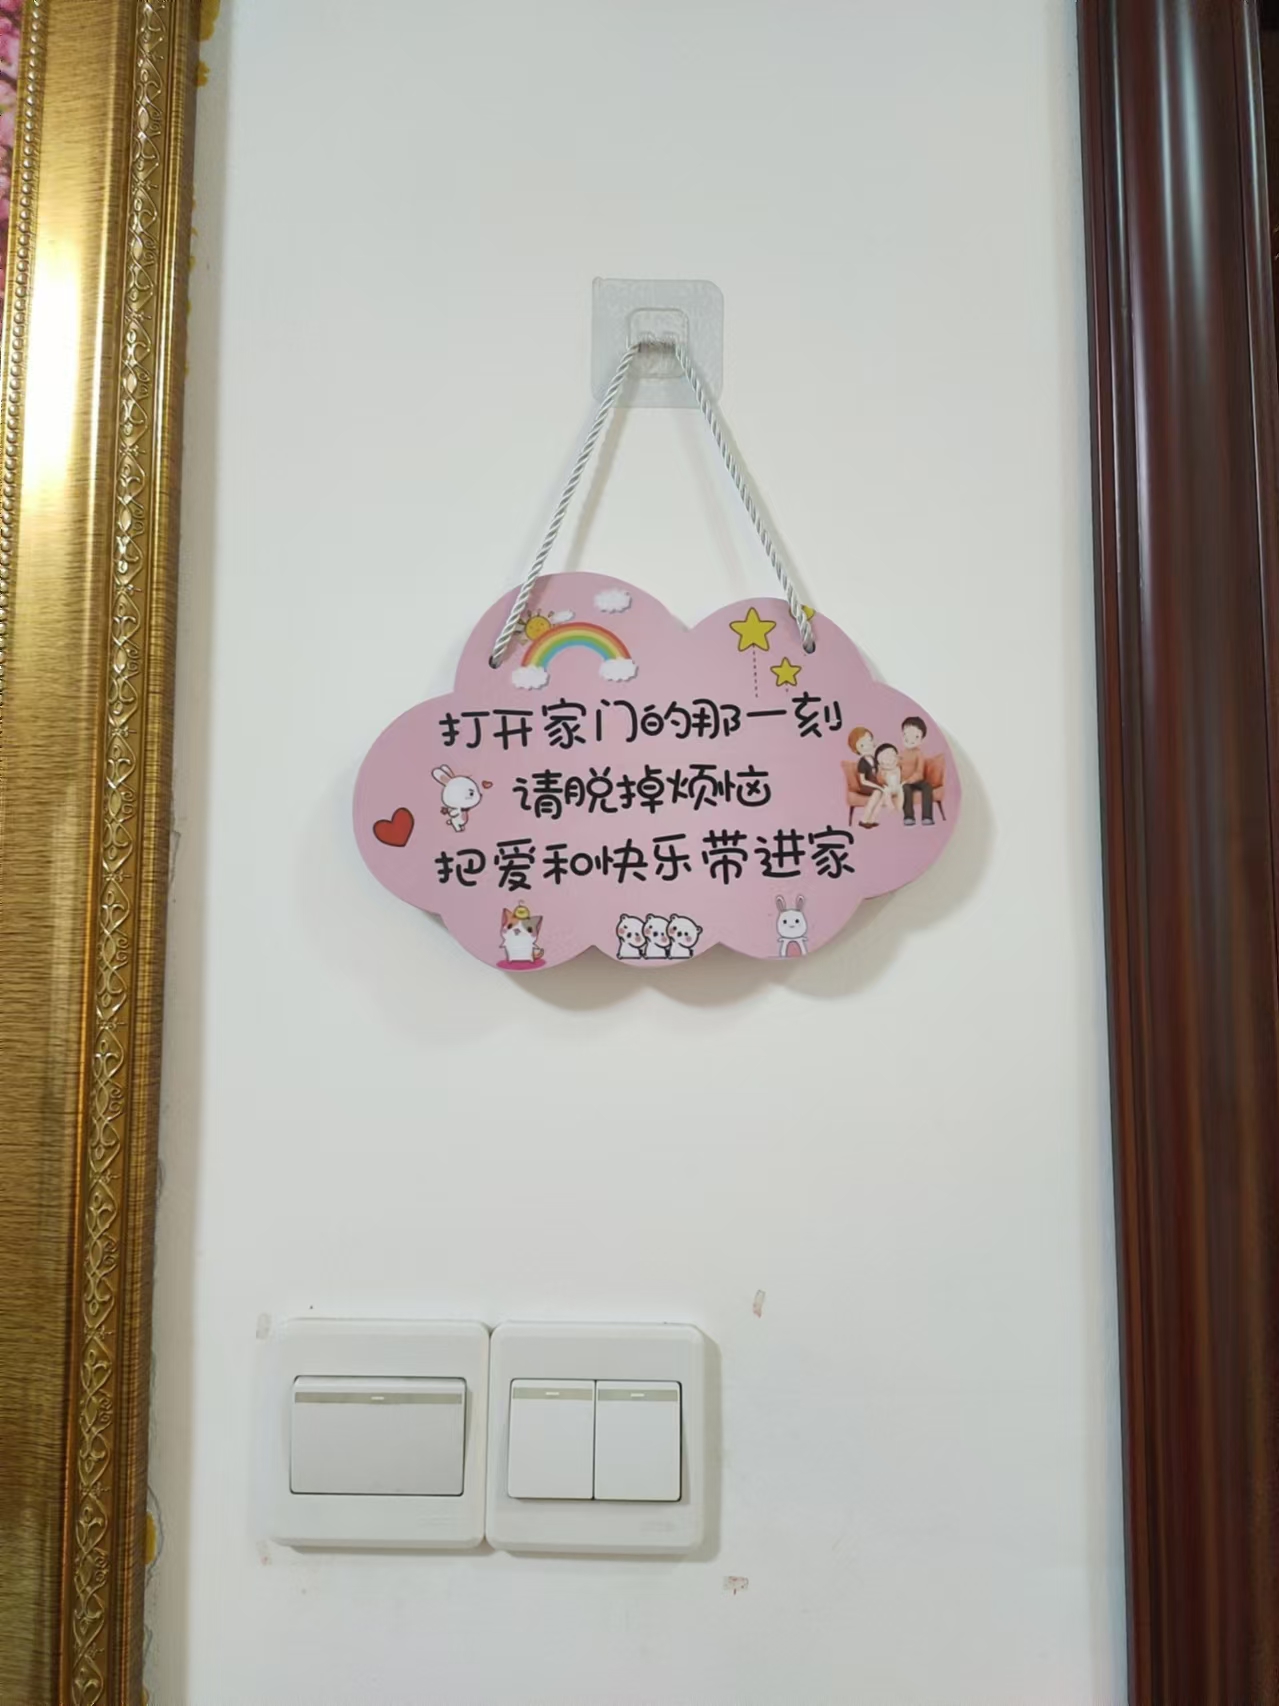 打开家门的那一刻
请脱掉烦恼
把爱和快乐带进家